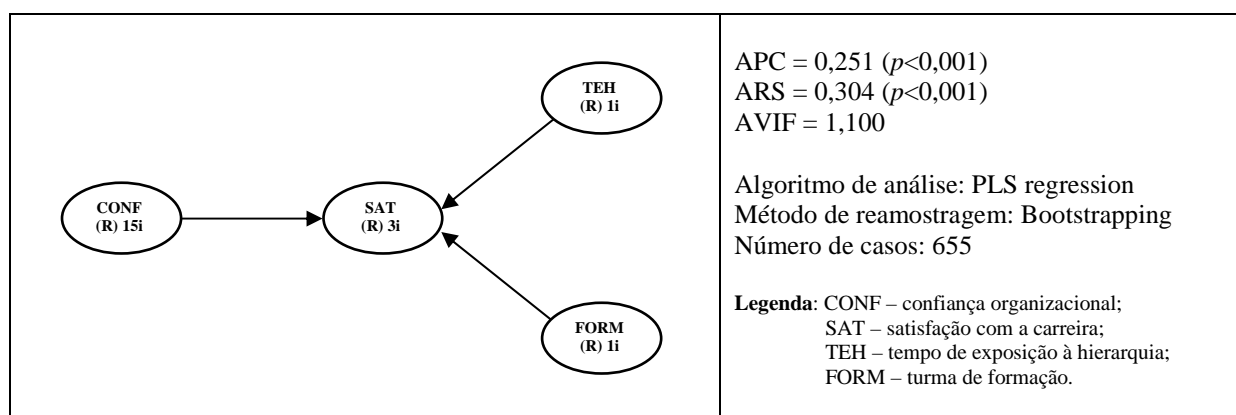 TEH
(R) 1i
CONF
(R) 15i
SAT
(R) 3i
FORM
(R) 1i
APC = 0,251 (p<0,001)
ARS = 0,304 (p<0,001)
AVIF = 1,100
Algoritmo de análise: PLS regression
Método de reamostragem: Bootstrapping
Número de casos: 655
Legenda: CONF – confiança organizacional;
SAT – satisfação com a carreira;
TEH – tempo de exposição à hierarquia;
FORM – turma de formação.